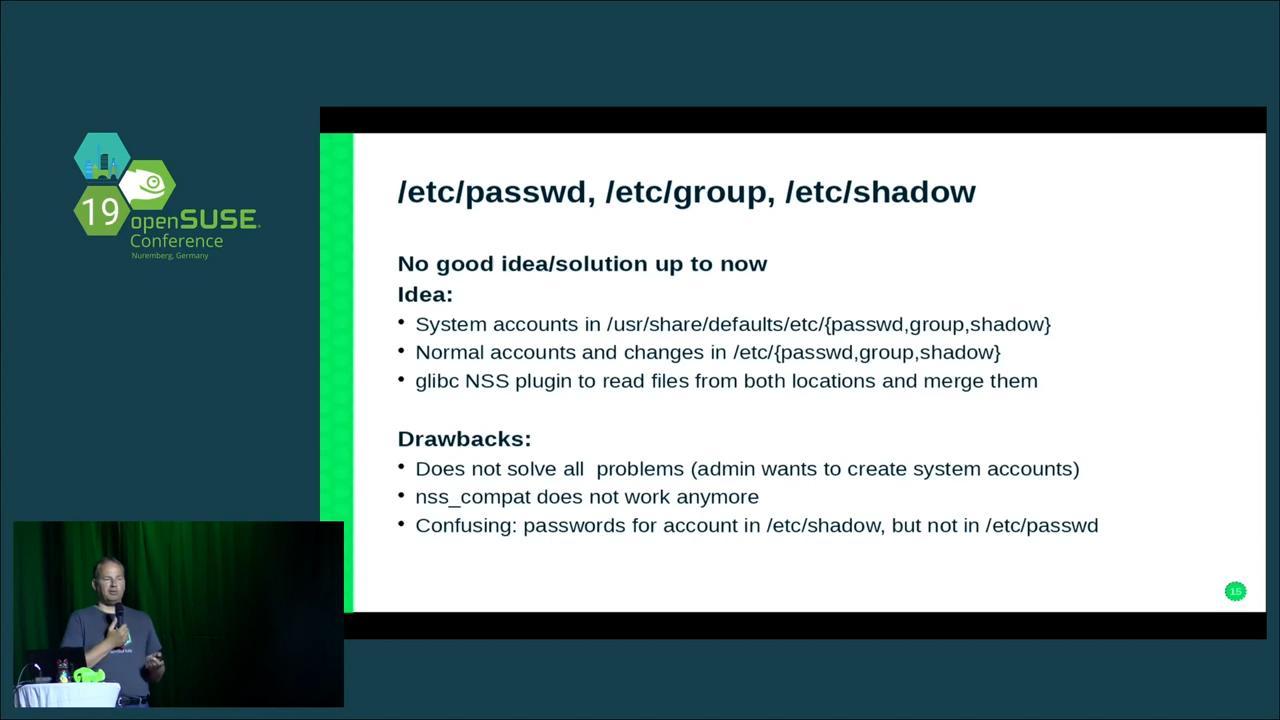 19
openSUSE
Conference
Nuremberg, Germany
/etc/passwd, /etc/group, /etc/shadow
No good idea/solution up to now
Idea:
• System accounts in /usr/share/defaults/etc/{passwd,group,shadow}
• Normal accounts and changes in /etc/{passwd,group,shadow}
• glibc NSS plugin to read files from both locations and merge them
Drawbacks:
• Does not solve all  problems (admin wants to create system accounts)
• nss_compat does not work anymore
• Confusing: passwords for account in /etc/shadow, but not in /etc/passwd
15